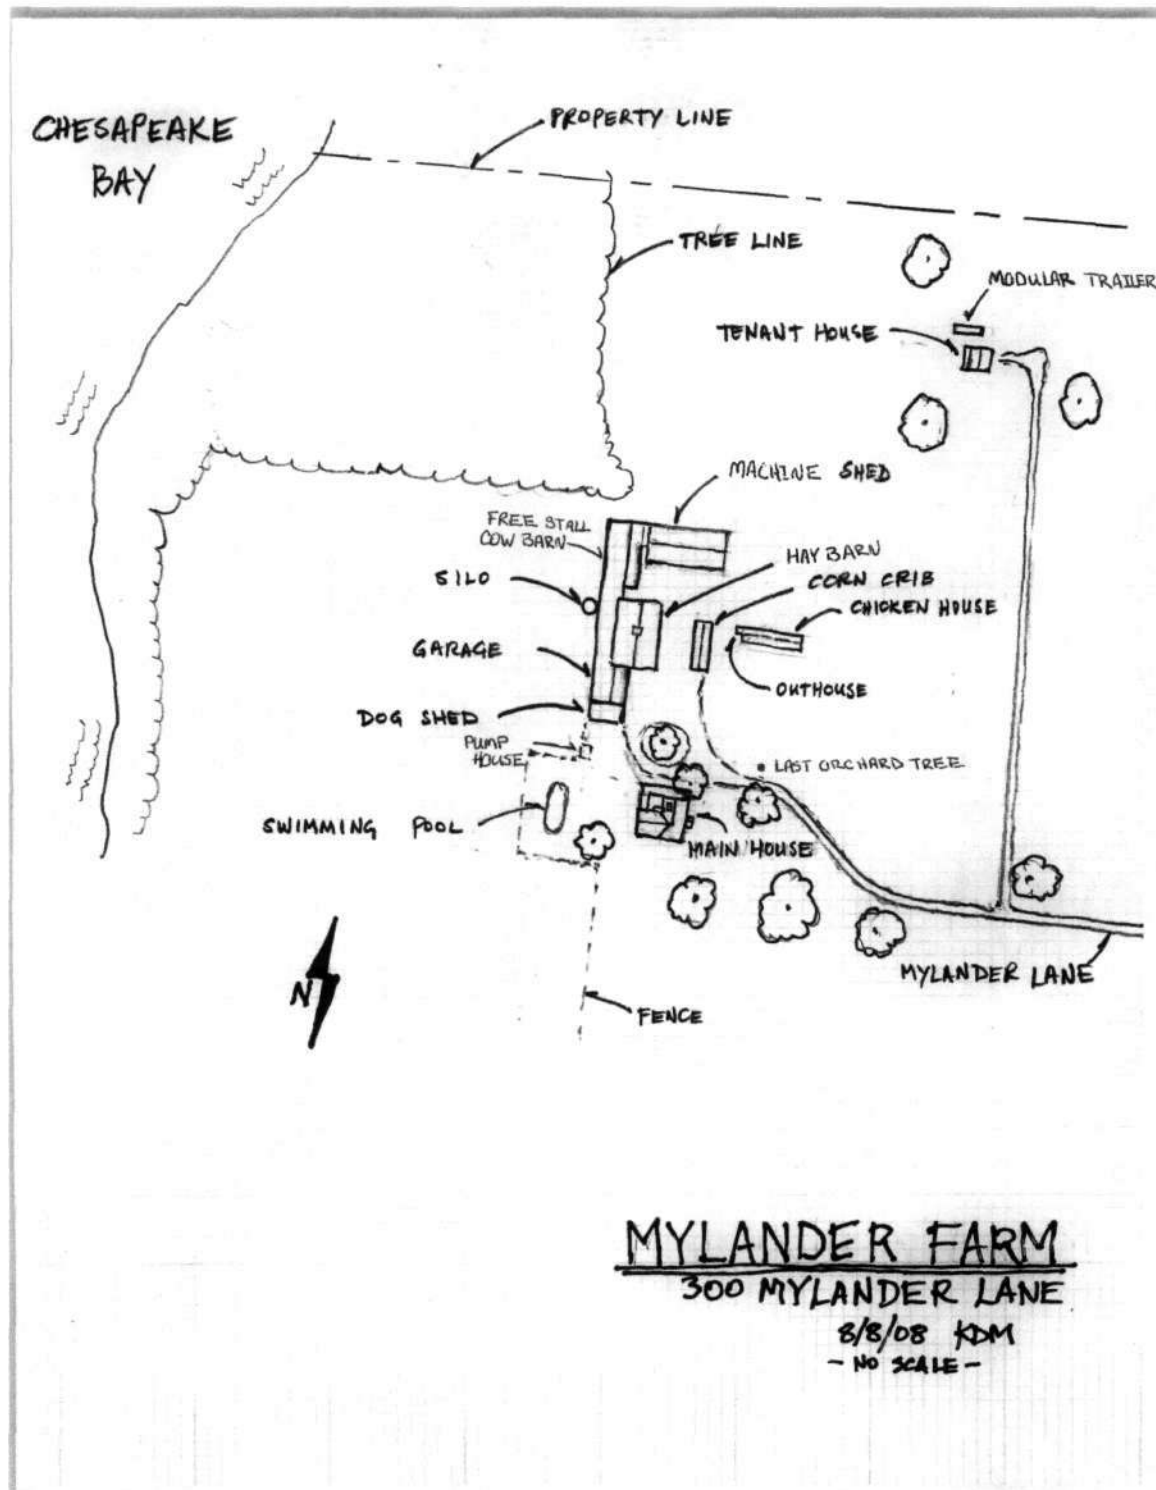 CHESAPEAKE
BAY
PROPERTY LINE
TREE LINE
MODULAR TRAILER
TENANT HOUSE
MACHINE SHED
FREE STALL
COW BARN
HAY BARN
SILO
CORN CRIB
CHICKEN HOUSE
GARAGE
OUTHOUSE
DOG SHED
PUMP
HOUSE
LAST ORCHARD TREE
SWIMMING POOL
MAIN HOUSE
MYLANDER LANE
N
FENCE
MYLANDER FARM
300 MYLANDER LANE
8/8/08 KDM
- NO SCALE -